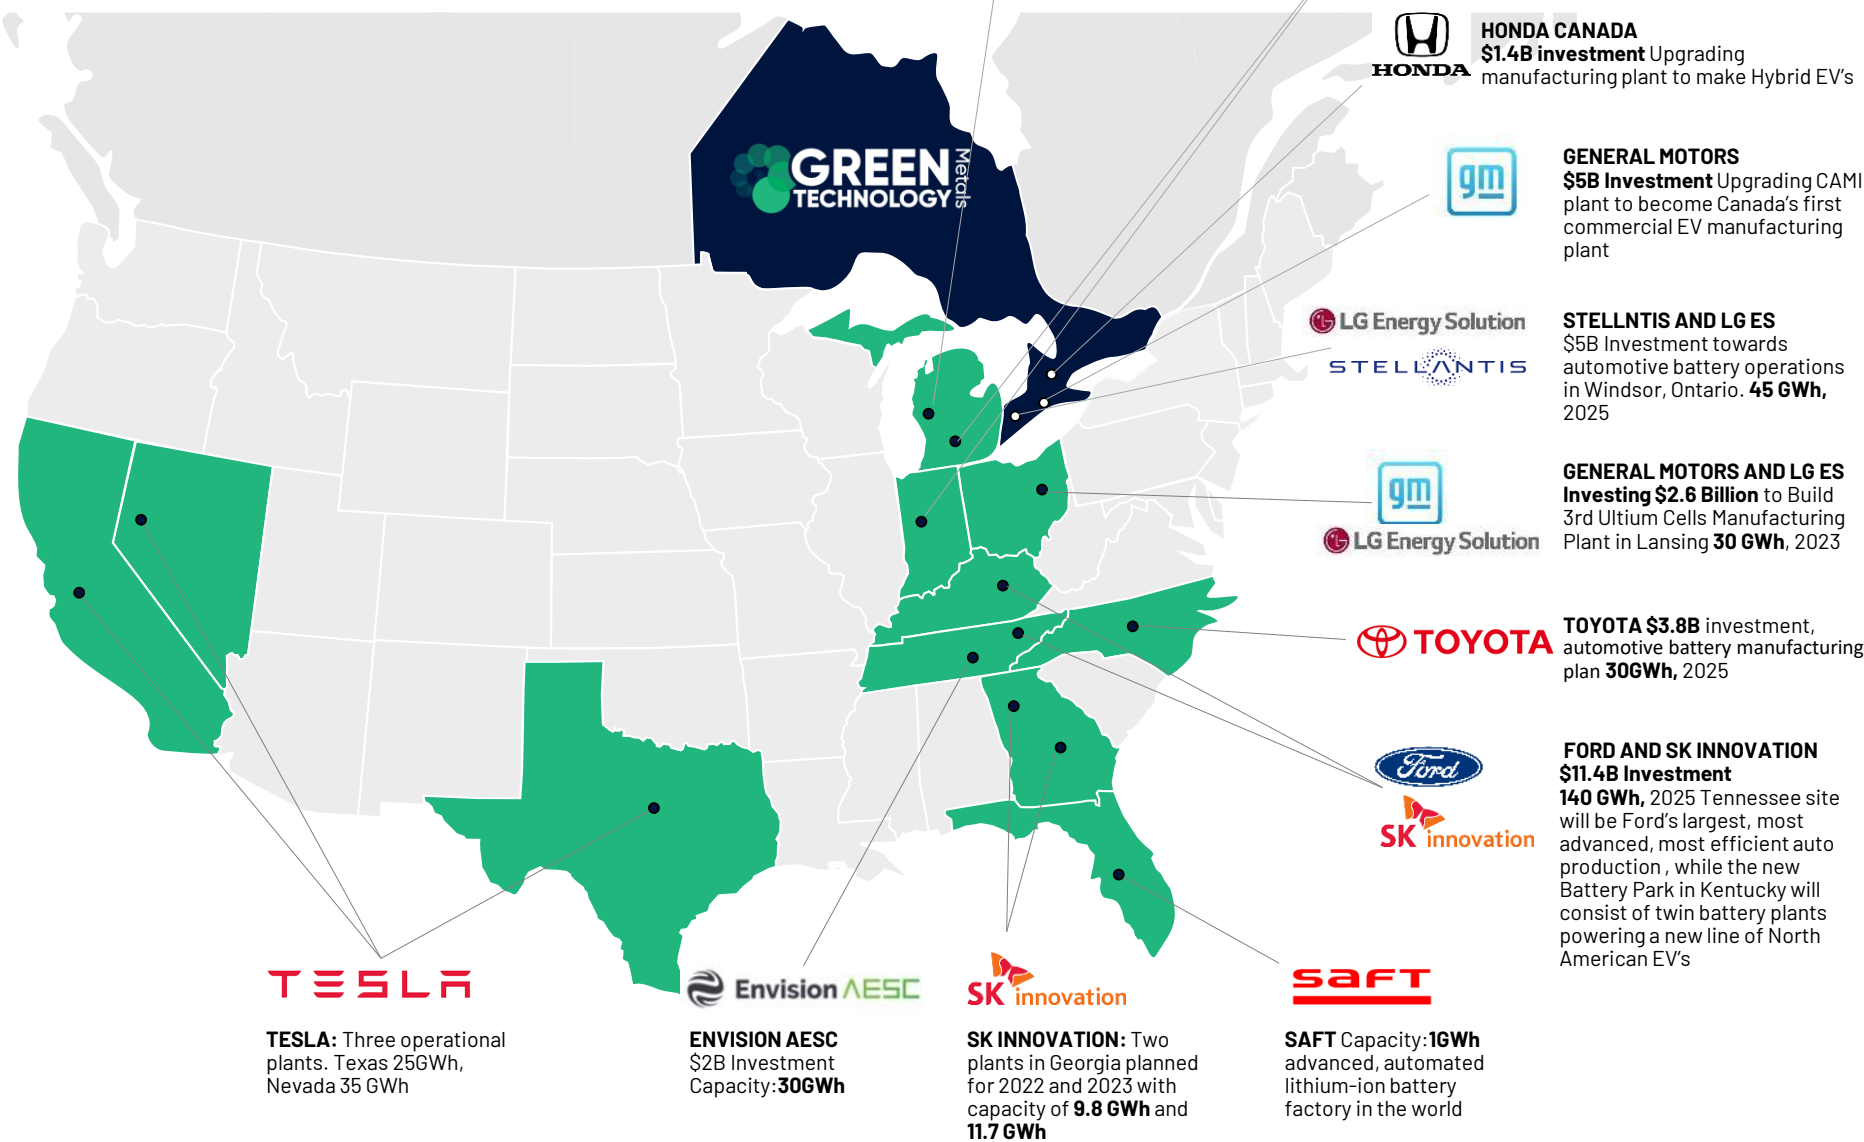 HONDA
HONDA CANADA
$1.4B investment Upgrading
manufacturing plant to make Hybrid EV's
GREEN
TECHNOLOGY
Metals
gm
GENERAL MOTORS
$5B Investment Upgrading CAMI
plant to become Canada's first
commercial EV manufacturing
plant
LG Energy Solution
STELLANTIS
STELLNTIS AND LG ES
$5B Investment towards
automotive battery operations
in Windsor, Ontario. 45 GWh,
2025
gm
LG Energy Solution
GENERAL MOTORS AND LG ES
Investing $2.6 Billion to Build
3rd Ultium Cells Manufacturing
Plant in Lansing 30 GWh, 2023
TOYOTA
TOYOTA $3.8B investment,
automotive battery manufacturing
plan 30GWh, 2025
Ford
SK innovation
FORD AND SK INNOVATION
$11.4B Investment
140 GWh, 2025 Tennessee site
will be Ford's largest, most
advanced, most efficient auto
production , while the new
Battery Park in Kentucky will
consist of twin battery plants
powering a new line of North
American EV's
TESLA
TESLA: Three operational
plants. Texas 25GWh,
Nevada 35 GWh
Envision AESC
ENVISION AESC
$2B Investment
Capacity:30GWh
SK innovation
SK INNOVATION: Two
plants in Georgia planned
for 2022 and 2023 with
capacity of 9.8 GWh and
11.7 GWh
SAFT
SAFT Capacity:1GWh
advanced, automated
lithium-ion battery
factory in the world